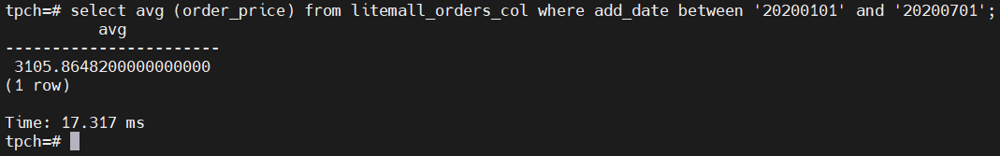 tpch=# select avg (order_price) from litemall_orders_col where add_date between '20200101' and '20200701';
avg
-----------------------
3105.8648200000000000
(1 row)
Time: 17.317 ms
tpch=#